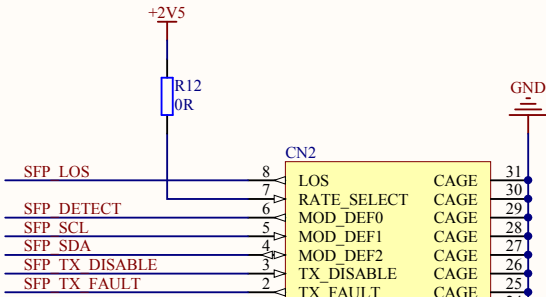 +2V5
R12
0R
GND
CN2
SFP_LOS 8 LOS CAGE 31
7 RATE_SELECT CAGE 30
SFP_DETECT 6 MOD_DEF0 CAGE 29
SFP_SCL 5 MOD_DEF1 CAGE 28
SFP_SDA 4 MOD_DEF2 CAGE 27
SFP_TX_DISABLE 3 TX_DISABLE CAGE 26
SFP_TX_FAULT 2 TX_FAULT CAGE 25